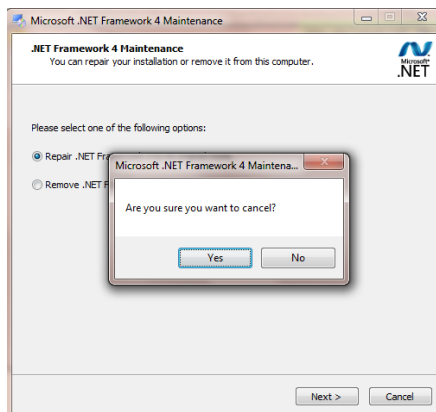 Microsoft .NET Framework 4 Maintenance
.NET Framework 4 Maintenance
You can repair your installation or remove it from this computer.
Microsoft
.NET
Please select one of the following options:
Repair .NET
Microsoft .NET Framework 4 Maintena...
Remove .NET
Are you sure you want to cancel?
Yes
No
Next >
Cancel